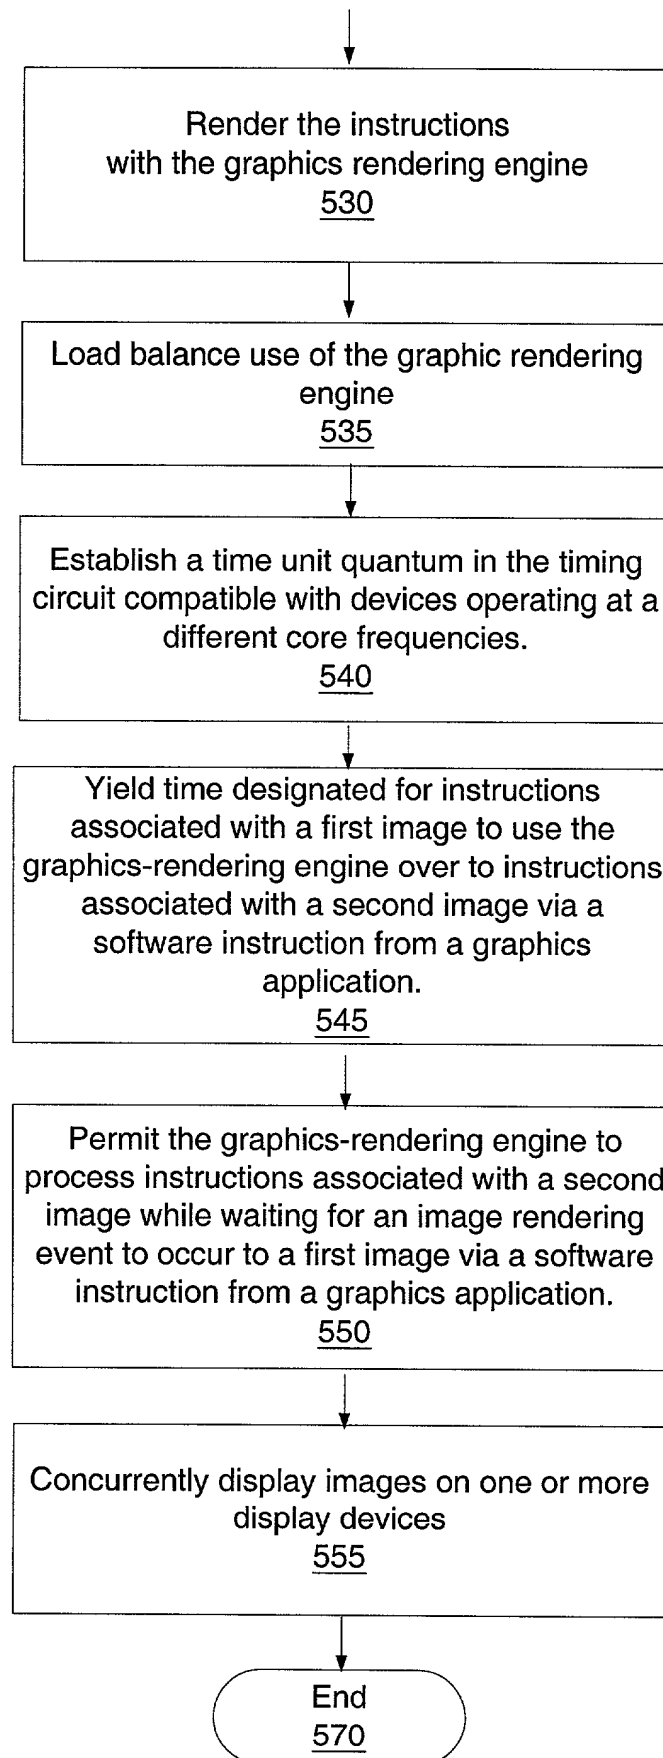 Render the instructions
with the graphics rendering engine
530
Load balance use of the graphic rendering
engine
535
Establish a time unit quantum in the timing
circuit compatible with devices operating at a
different core frequencies.
540
Yield time designated for instructions
associated with a first image to use the
graphics-rendering engine over to instructions
associated with a second image via a
software instruction from a graphics
application.
545
Permit the graphics-rendering engine to
process instructions associated with a second
image while waiting for an image rendering
event to occur to a first image via a software
instruction from a graphics application.
550
Concurrently display images on one or more
display devices
555
End
570